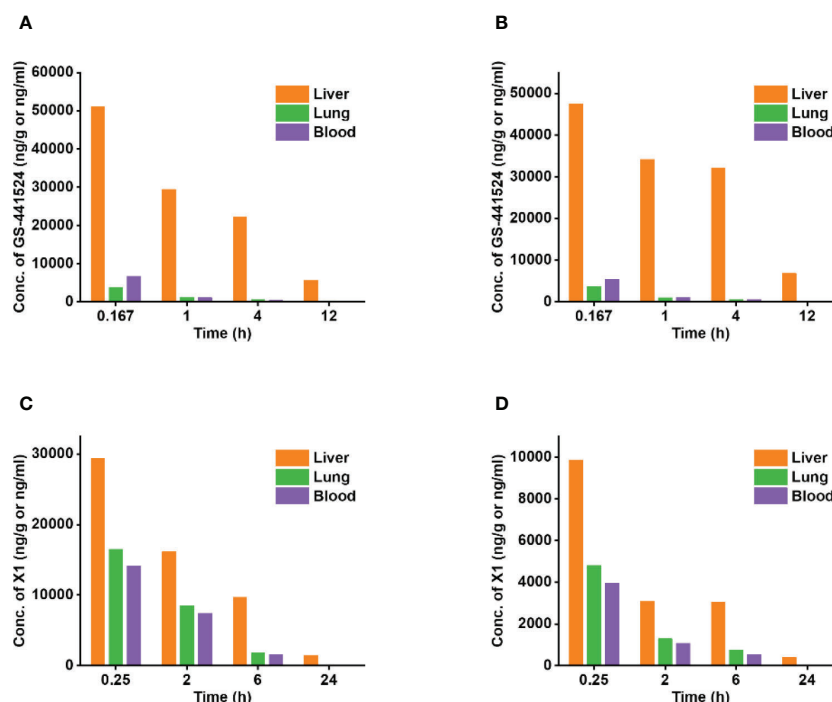 A
Conc. of GS-441524 (ng/g or ng/ml)
60000
50000
40000
30000
20000
10000
0
Liver
Lung
Blood
0.167 1 4 12
Time (h)
B
Conc. of GS-441524 (ng/g or ng/ml)
50000
40000
30000
20000
10000
0
Liver
Lung
Blood
0.167 1 4 12
Time (h)
C
Conc. of X1 (ng/g or ng/ml)
30000
20000
10000
0
Liver
Lung
Blood
0.25 2 6 24
Time (h)
D
Conc. of X1 (ng/g or ng/ml)
10000
8000
6000
4000
2000
0
Liver
Lung
Blood
0.25 2 6 24
Time (h)